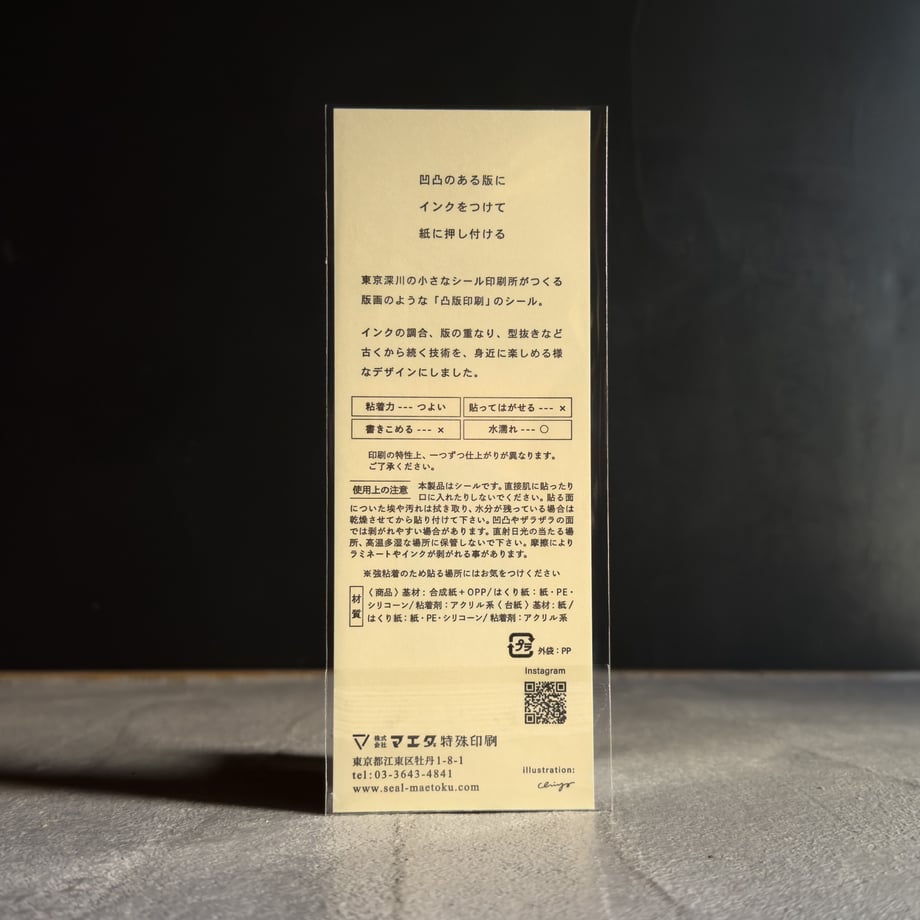 凹凸のある版に
インクをつけて
紙に押し付ける
東京深川の小さなシール印刷所がつくる
版画のような「凸版印刷」のシール。
インクの調合、版の重なり、型抜きなど
古くから続く技術を、身近に楽しめる様
なデザインにしました。
粘着力 --- つよい
貼ってはがせる --- ×
書きこめる --- ×
水濡れ --- ○
印刷の特性上、一つずつ仕上がりが異なります。
ご了承ください。
使用上の注意 本製品はシールです。直接肌に貼ったり
口に入れたりしないでください。貼る面
についた埃や汚れは拭き取り、水分が残っている場合は
乾燥させてから貼り付けて下さい。凹凸やザラザラの面
では剥がれやすい場合があります。直射日光の当たる場
所、高温多湿な場所に保管しないで下さい。摩擦により
ラミネートやインクが剥がれる事があります。
※強粘着のため貼る場所にはお気をつけください
材質
〈商品〉基材：合成紙＋OPP/はくり紙：紙・PE・
シリコーン/粘着剤：アクリル系〈台紙〉基材：紙/
はくり紙：紙・PE・シリコーン/粘着剤：アクリル系
プラ 外袋：PP
Instagram
株式会社 マエダ特殊印刷
東京都江東区牡丹1-8-1
tel:03-3643-4841
www.seal-maetoku.com
illustration: